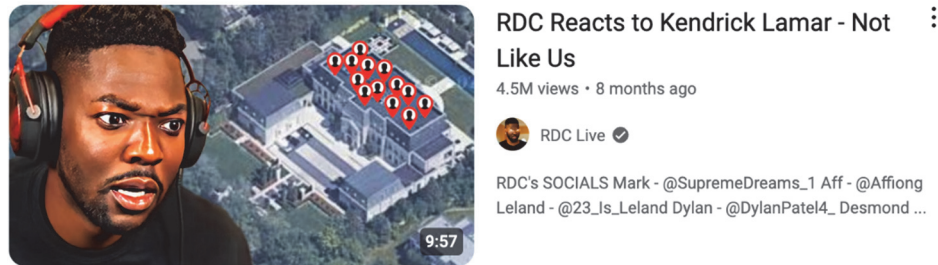 RDC Reacts to Kendrick Lamar - Not
Like Us
4.5M views • 8 months ago
RDC Live
RDC's SOCIALS Mark - @SupremeDreams_1 Aff - @Affiong
Leland - @23_Is_Leland Dylan - @DylanPatel4_ Desmond ...
9:57